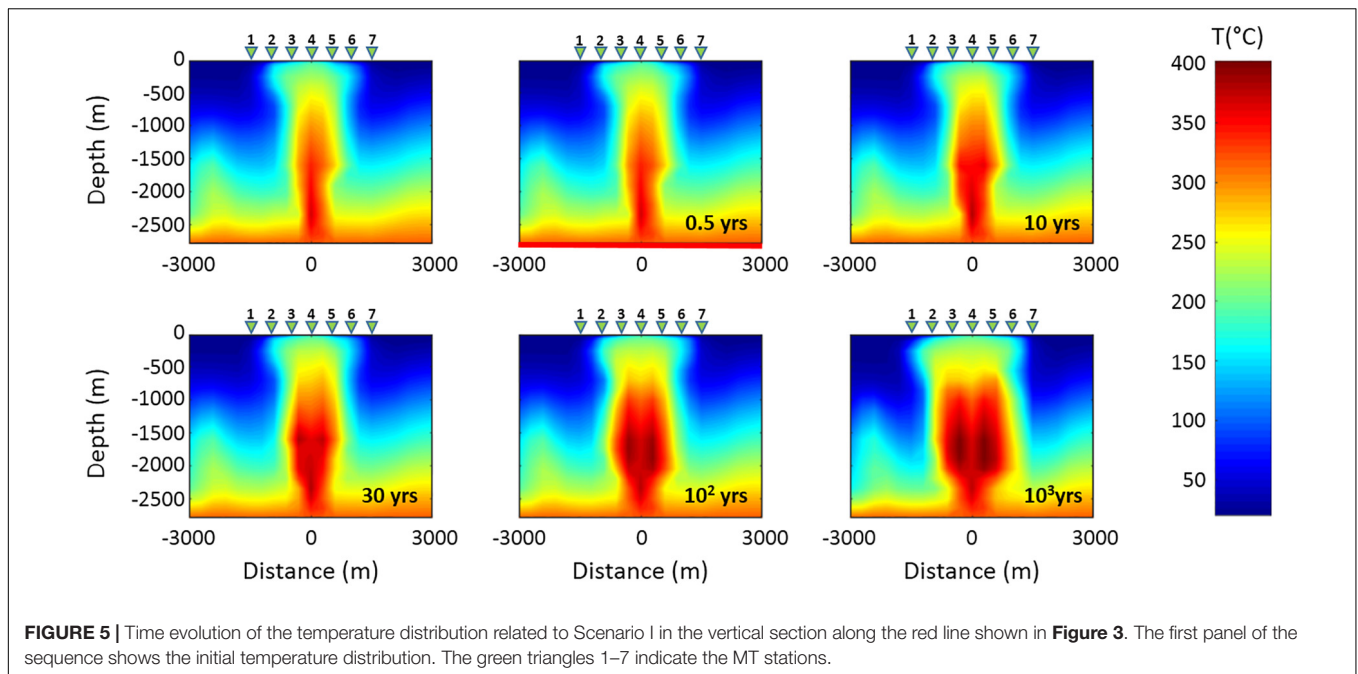 T(°C)
1 2 3 4 5 6 7 1 2 3 4 5 6 7 1 2 3 4 5 6 7
0
-500
-1000
-1500
-2000
-2500
Depth (m)
0.5 yrs
10 yrs
-3000 0 3000 -3000 0 3000 -3000 0 3000
1 2 3 4 5 6 7 1 2 3 4 5 6 7 1 2 3 4 5 6 7
0
-500
-1000
-1500
-2000
-2500
Depth (m)
30 yrs
10² yrs
10³yrs
-3000 0 3000 -3000 0 3000 -3000 0 3000
Distance (m) Distance (m) Distance (m)
400
350
300
250
200
150
100
50
FIGURE 5 | Time evolution of the temperature distribution related to Scenario I in the vertical section along the red line shown in Figure 3. The first panel of the
sequence shows the initial temperature distribution. The green triangles 1–7 indicate the MT stations.